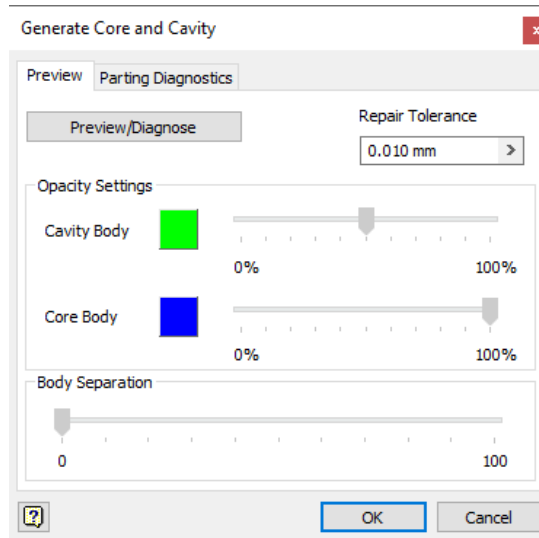 Generate Core and Cavity
x
Preview Parting Diagnostics
Preview/Diagnose
Repair Tolerance
0.010 mm >
Opacity Settings
Cavity Body
0% 100%
Core Body
0% 100%
Body Separation
0 100
?
OK Cancel